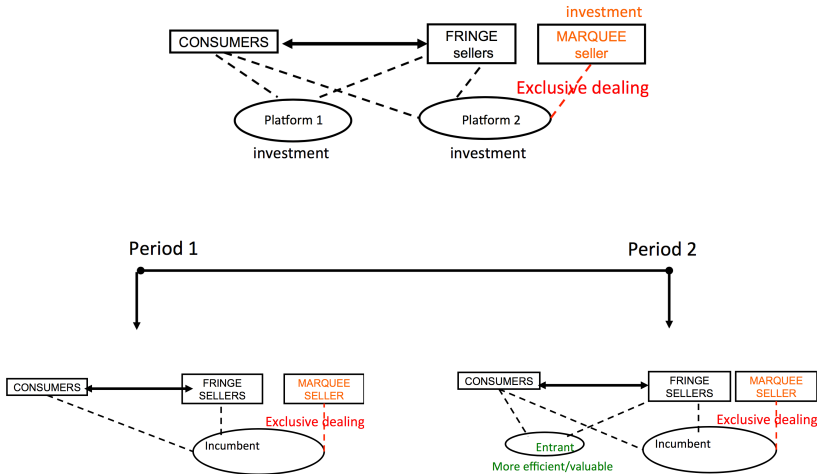 investment
CONSUMERS
FRINGE
sellers
MARQUEE
seller
Exclusive dealing
Platform 1
Platform 2
investment
investment
Period 1
Period 2
CONSUMERS
FRINGE
SELLERS
MARQUEE
SELLER
Exclusive dealing
Incumbent
CONSUMERS
FRINGE
SELLERS
MARQUEE
SELLER
Exclusive dealing
Entrant
Incumbent
More efficient/valuable